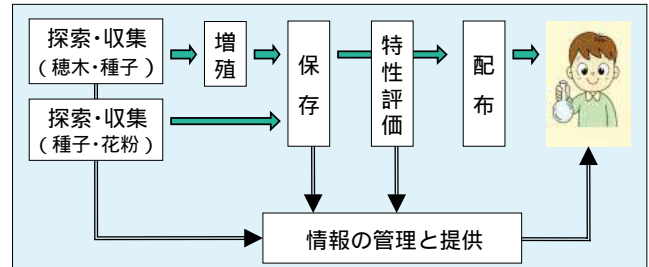 探索・収集
(穂木・種子)
増殖
保存
特性評価
配布
探索・収集
(種子・花粉)
情報の管理と提供